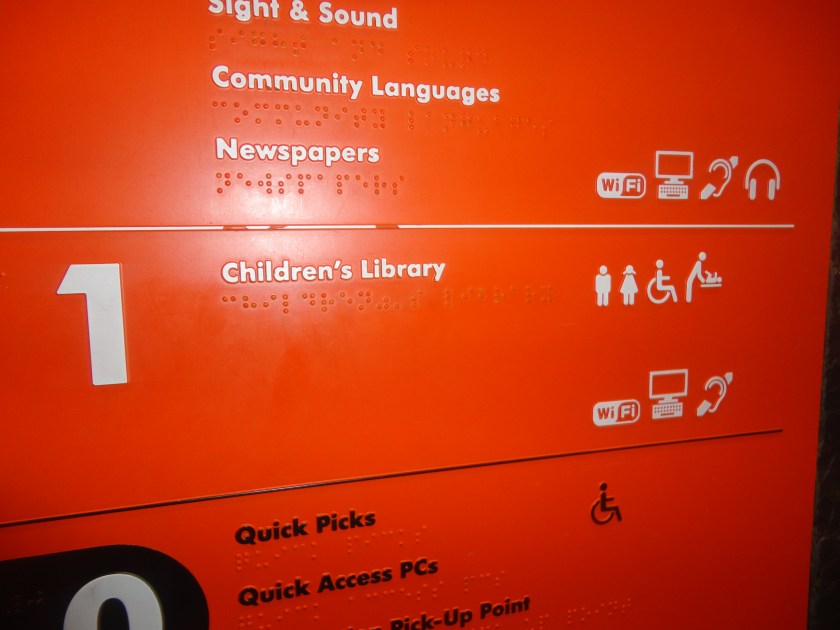 Sight & Sound
Community Languages
Newspapers
WiFi
1
Children's Library
WiFi
Quick Picks
Quick Access PCs
0
Pick-Up Point